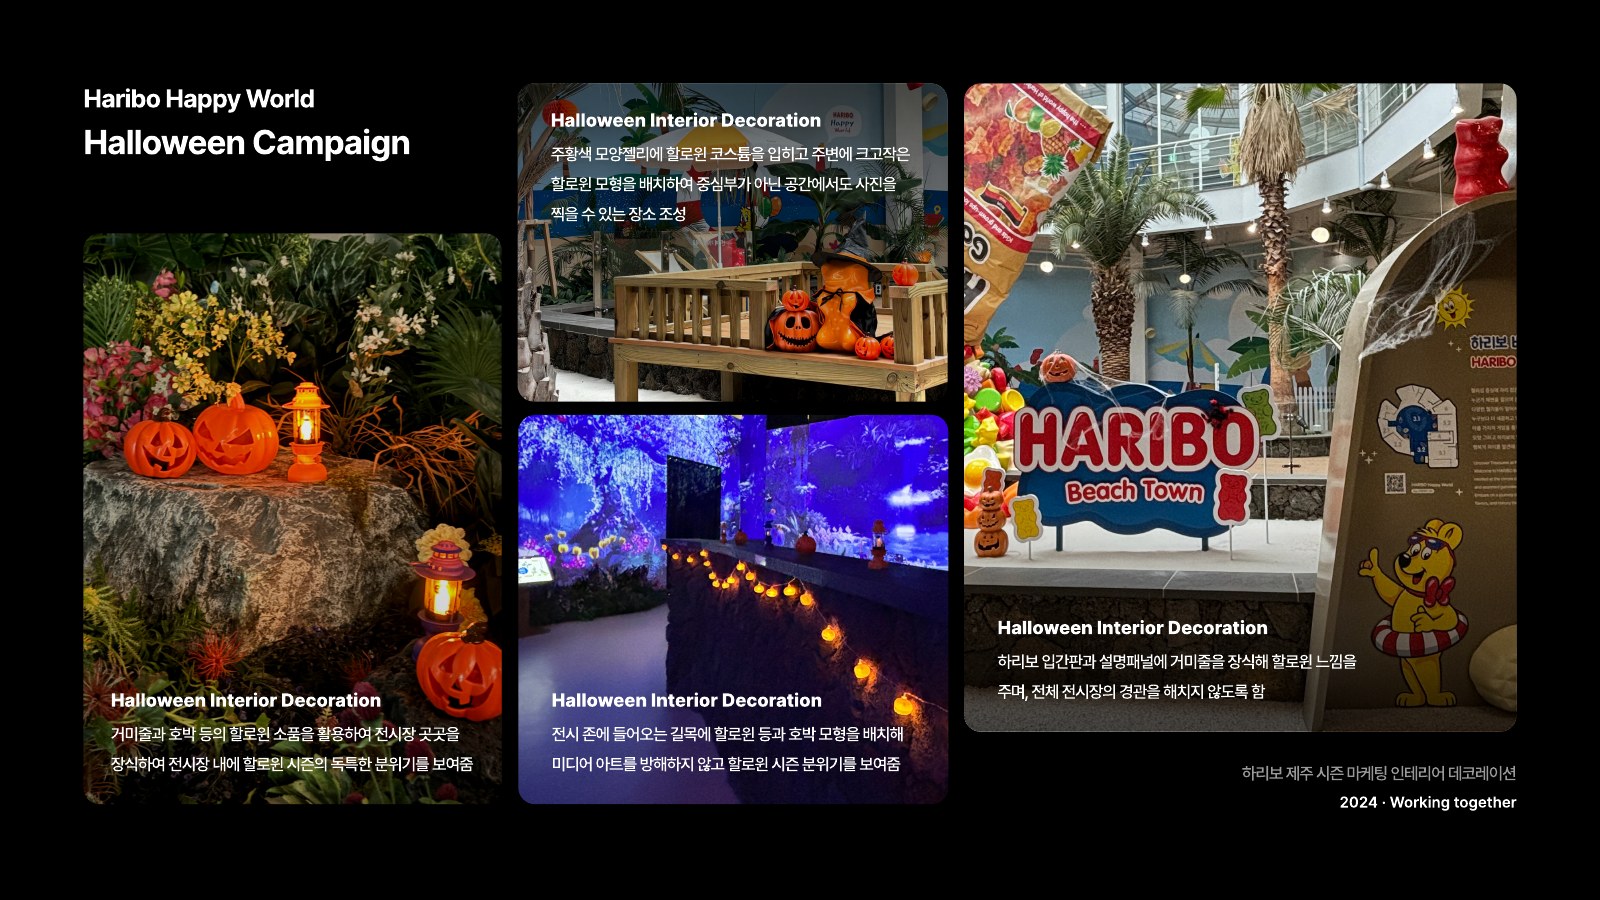 Haribo Happy World
Halloween Campaign
Halloween Interior Decoration
거미줄과 호박 등의 할로윈 소품을 활용하여 전시장 곳곳을
장식하여 전시장 내에 할로윈 시즌의 독특한 분위기를 보여줌
Halloween Interior Decoration
주황색 모양젤리에 할로윈 코스튬을 입히고 주변에 크고작은
할로윈 모형을 배치하여 중심부가 아닌 공간에서도 사진을
찍을 수 있는 장소 조성
HARIBO
Happy
World
Halloween Interior Decoration
전시 존에 들어오는 길목에 할로윈 등과 호박 모형을 배치해
미디어 아트를 방해하지 않고 할로윈 시즌 분위기를 보여줌
HARIBO
Beach Town
하리보
HARIBO
Halloween Interior Decoration
하리보 입간판과 설명패널에 거미줄을 장식해 할로윈 느낌을
주며, 전체 전시장의 경관을 해치지 않도록 함
하리보 제주 시즌 마케팅 인테리어 데코레이션
2024 · Working together